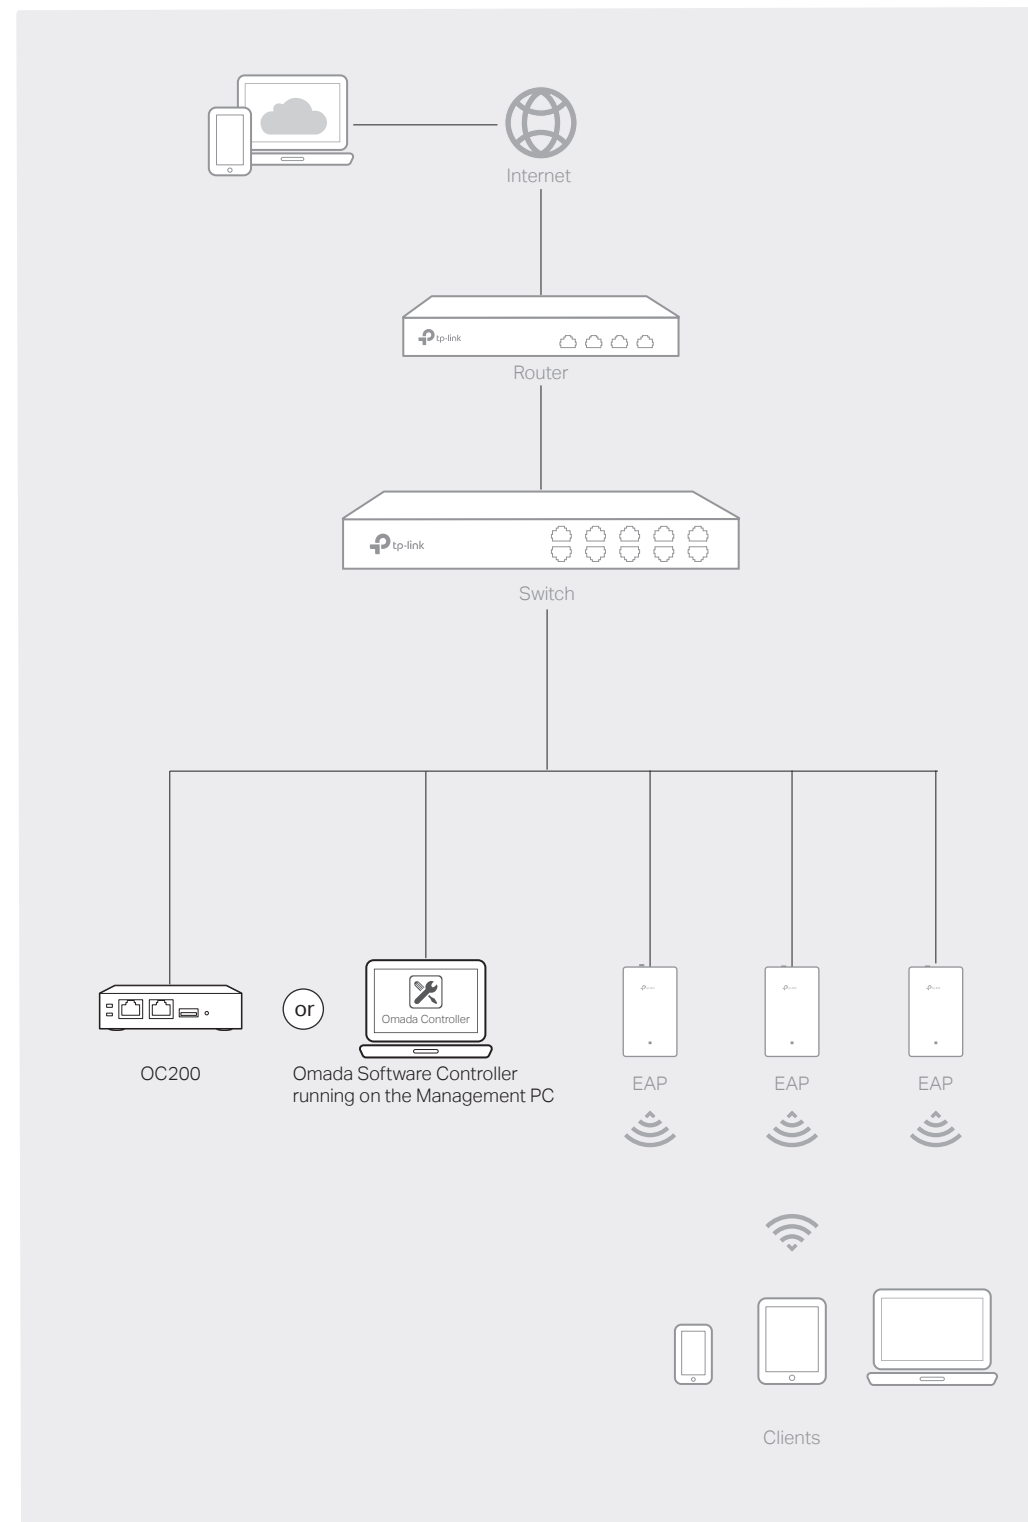 Internet
tp-link
Router
tp-link
Switch
or
Omada Controller
OC200
Omada Software Controller
running on the Management PC
EAP
EAP
EAP
Clients